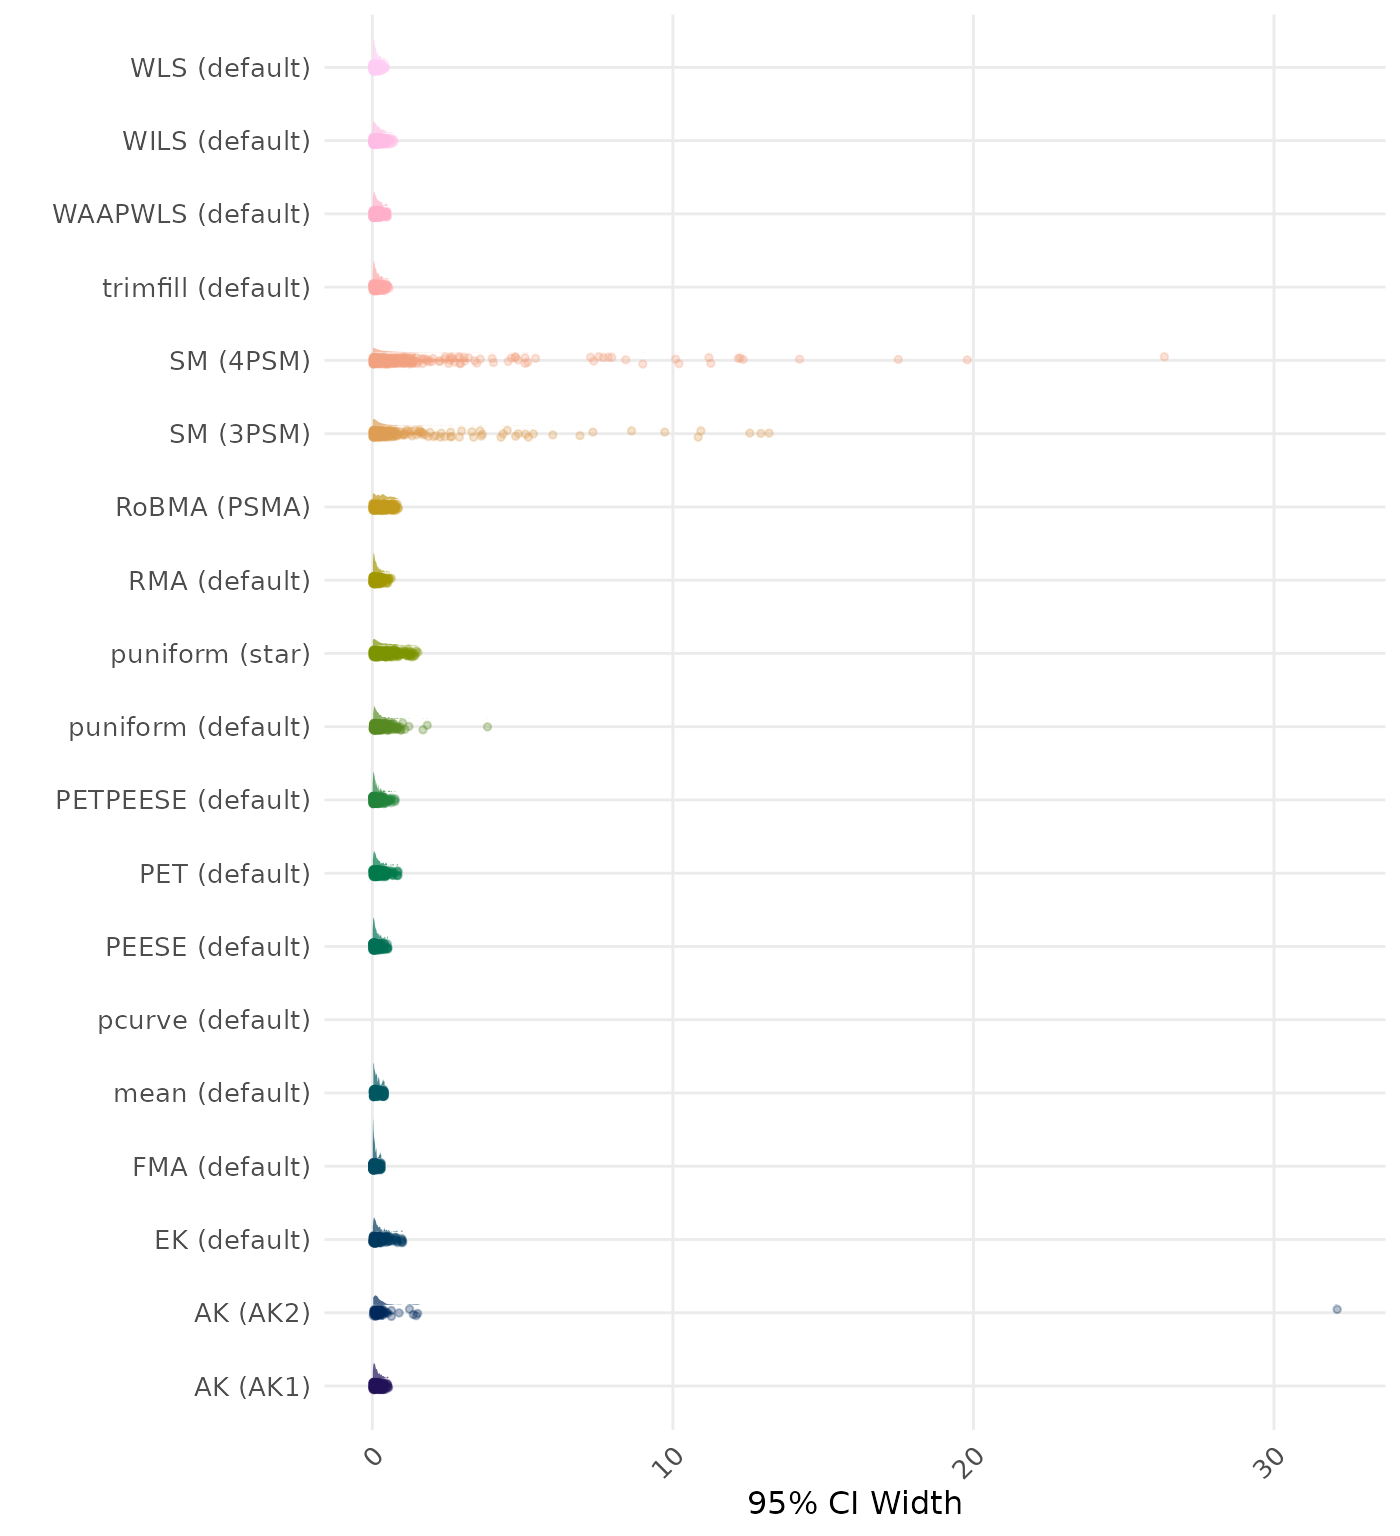 WLS (default)
WILS (default)
WAAPWLS (default)
trimfill (default)
SM (4PSM)
SM (3PSM)
RoBMA (PSMA)
RMA (default)
puniform (star)
puniform (default)
PETPEESE (default)
PET (default)
PEESE (default)
pcurve (default)
mean (default)
FMA (default)
EK (default)
AK (AK2)
AK (AK1)
0 10 20 30
95% CI Width